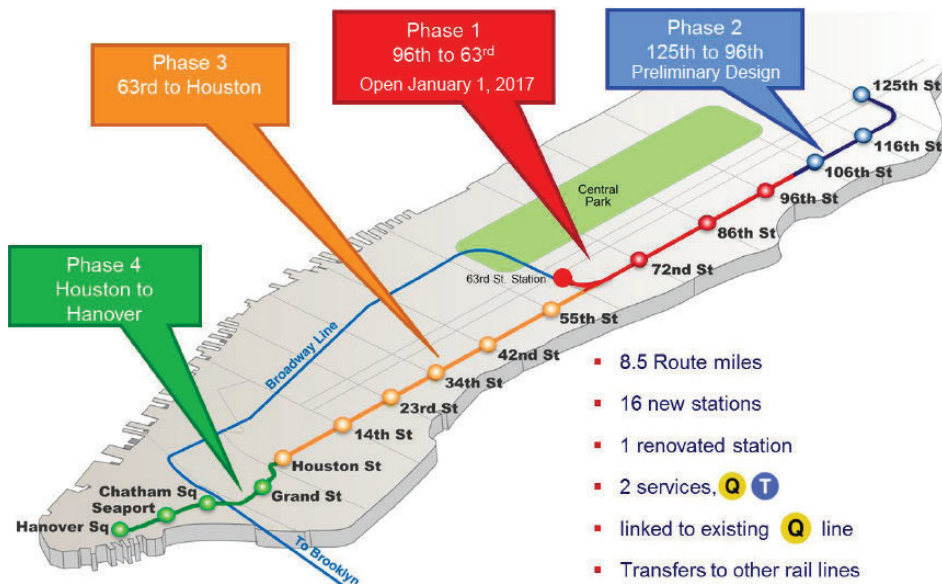 Phase 3
63rd to Houston
Phase 1
96th to 63rd
Open January 1, 2017
Phase 2
125th to 96th
Preliminary Design
Phase 4
Houston to
Hanover
Central
Park
125th St
116th St
106th St
96th St
86th St
72nd St
63rd St. Station
55th St
42nd St
34th St
23rd St
14th St
Houston St
Grand St
Chatham Sq
Seaport
Hanover Sq
Broadway Line
To Brooklyn
8.5 Route miles
16 new stations
1 renovated station
2 services, Q T
linked to existing Q line
Transfers to other rail lines